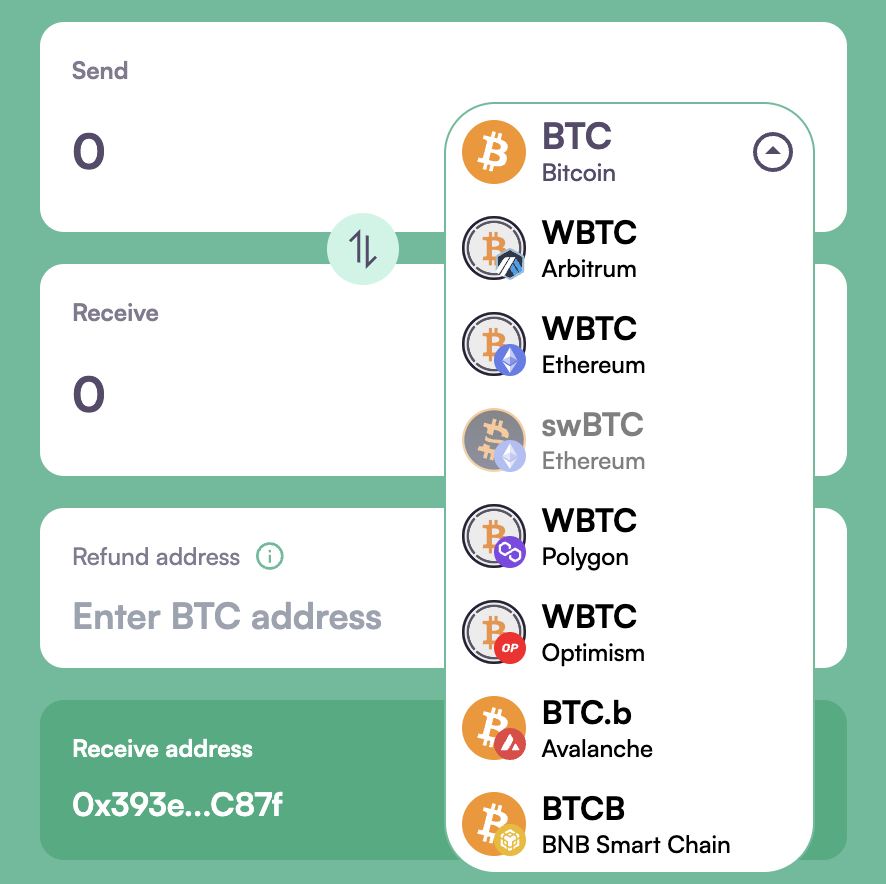 Send
0
BTC
Bitcoin
WBTC
Arbitrum
Receive
0
WBTC
Ethereum
swBTC
Ethereum
Refund address
Enter BTC address
WBTC
Polygon
WBTC
OP
Optimism
Receive address
0x393e...C87f
BTC.b
Avalanche
BTCB
BNB Smart Chain